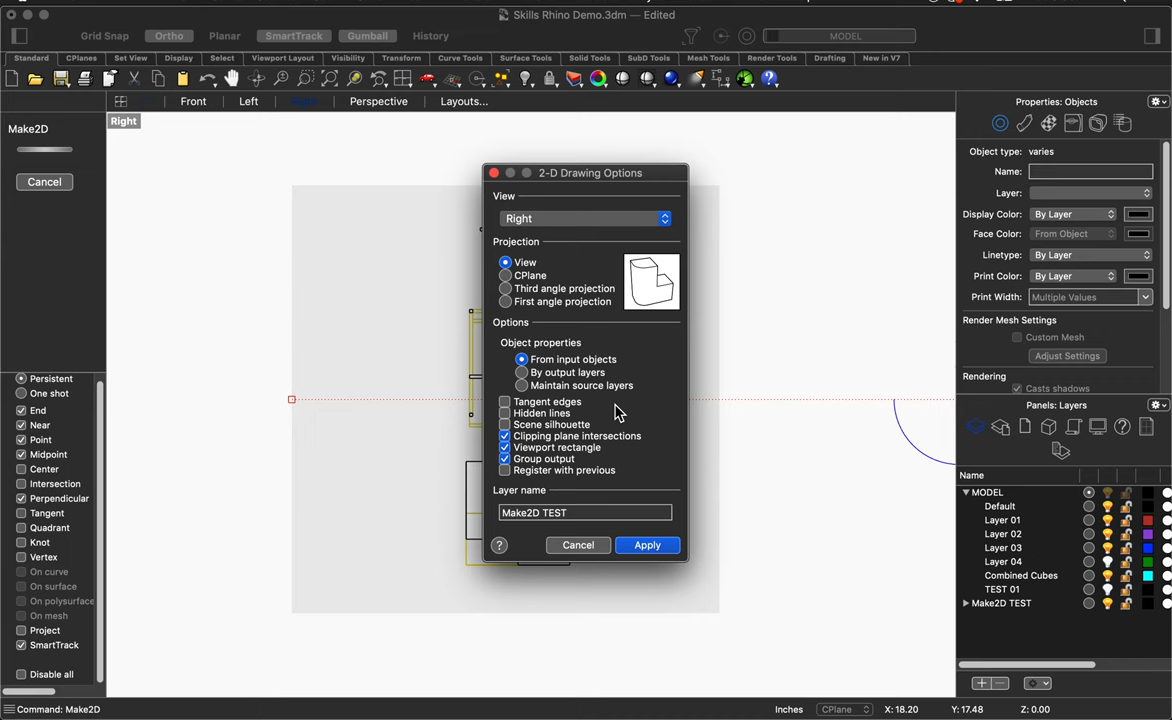 Skills Rhino Demo.3dm — Edited
Grid Snap Ortho Planar SmartTrack Gumball History MODEL
Standard CPlanes Set View Display Select Viewport Layout Visibility Transform Curve Tools Surface Tools Solid Tools SubD Tools Mesh Tools Render Tools Drafting New in V7
Front Left Right Perspective Layouts...
Right
Make2D
Cancel
Persistent
One shot
End
Near
Point
Midpoint
Center
Intersection
Perpendicular
Tangent
Quadrant
Knot
Vertex
On curve
On surface
On polysurface
On mesh
Project
SmartTrack
Disable all
2-D Drawing Options
View
Right
Projection
View
CPlane
Third angle projection
First angle projection
Options
Object properties
From input objects
By output layers
Maintain source layers
Tangent edges
Hidden lines
Scene silhouette
Clipping plane intersections
Viewport rectangle
Group output
Register with previous
Layer name
Make2D TEST
? Cancel Apply
Properties: Objects
Object type: varies
Name:
Layer:
Display Color: By Layer
Face Color: From Object
Linetype: By Layer
Print Color: By Layer
Print Width: Multiple Values
Render Mesh Settings
Custom Mesh
Adjust Settings
Rendering
Casts shadows
Panels: Layers
Name
MODEL
Default
Layer 01
Layer 02
Layer 03
Layer 04
Combined Cubes
TEST 01
Make2D TEST
Command: Make2D
Inches CPlane X: 18.20 Y: 17.48 Z: 0.00